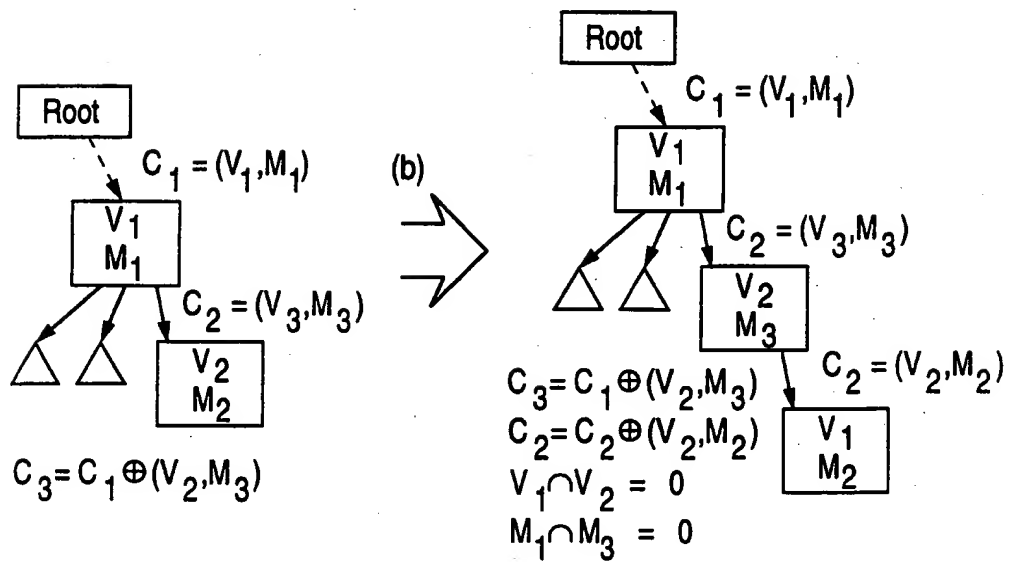 Root
C₁ = (V₁,M₁)
V₁
M₁
C₂ = (V₃,M₃)
V₂
M₂
C₃=C₁⊕(V₂,M₃)
(b)
Root
C₁ = (V₁,M₁)
V₁
M₁
C₂ = (V₃,M₃)
V₂
M₃
C₂ = (V₂,M₂)
V₁
M₂
C₃=C₁⊕(V₂,M₃)
C₂=C₂⊕(V₂,M₂)
V₁∩V₂ = 0
M₁∩M₃ = 0